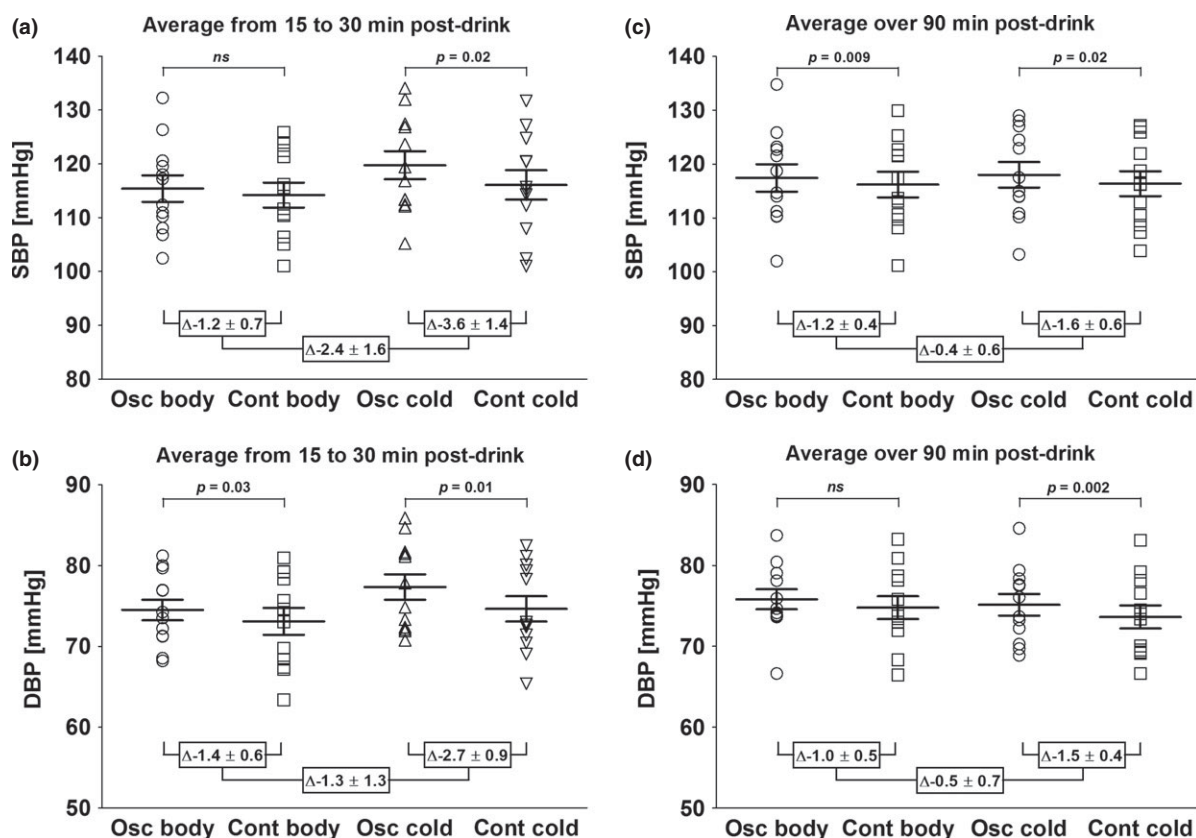 (a) Average from 15 to 30 min post-drink
SBP [mmHg]
140
130
120
110
100
90
80
ns
p = 0.02
Δ-1.2 ± 0.7
Δ-3.6 ± 1.4
Δ-2.4 ± 1.6
Osc body Cont body Osc cold Cont cold
(c) Average over 90 min post-drink
SBP [mmHg]
140
130
120
110
100
90
80
p = 0.009
p = 0.02
Δ-1.2 ± 0.4
Δ-1.6 ± 0.6
Δ-0.4 ± 0.6
Osc body Cont body Osc cold Cont cold
(b) Average from 15 to 30 min post-drink
DBP [mmHg]
90
80
70
60
50
p = 0.03
p = 0.01
Δ-1.4 ± 0.6
Δ-2.7 ± 0.9
Δ-1.3 ± 1.3
Osc body Cont body Osc cold Cont cold
(d) Average over 90 min post-drink
DBP [mmHg]
90
80
70
60
50
ns
p = 0.002
Δ-1.0 ± 0.5
Δ-1.5 ± 0.4
Δ-0.5 ± 0.7
Osc body Cont body Osc cold Cont cold